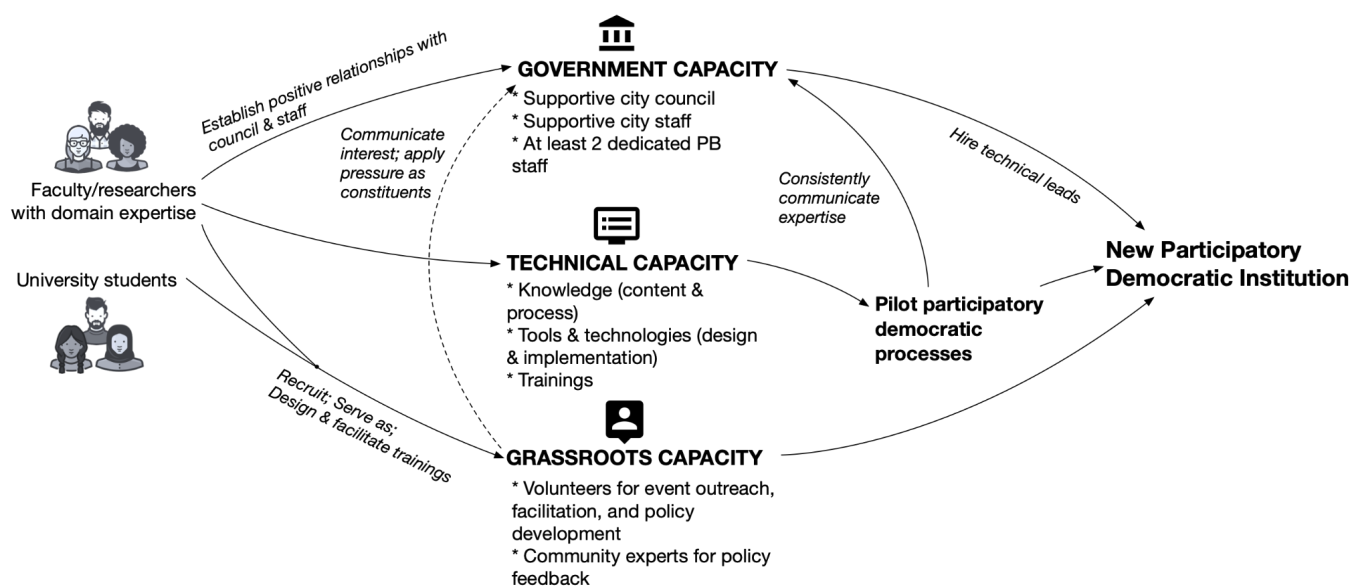 Establish positive relationships with
council & staff
Faculty/researchers
with domain expertise
University students
Recruit; Serve as;
Design & facilitate trainings
Communicate
interest; apply
pressure as
constituents
GOVERNMENT CAPACITY
* Supportive city council
* Supportive city staff
* At least 2 dedicated PB
staff
TECHNICAL CAPACITY
* Knowledge (content &
process)
* Tools & technologies (design
& implementation)
* Trainings
GRASSROOTS CAPACITY
* Volunteers for event outreach,
facilitation, and policy
development
* Community experts for policy
feedback
Consistently
communicate
expertise
Pilot participatory
democratic
processes
Hire technical leads
New Participatory
Democratic Institution